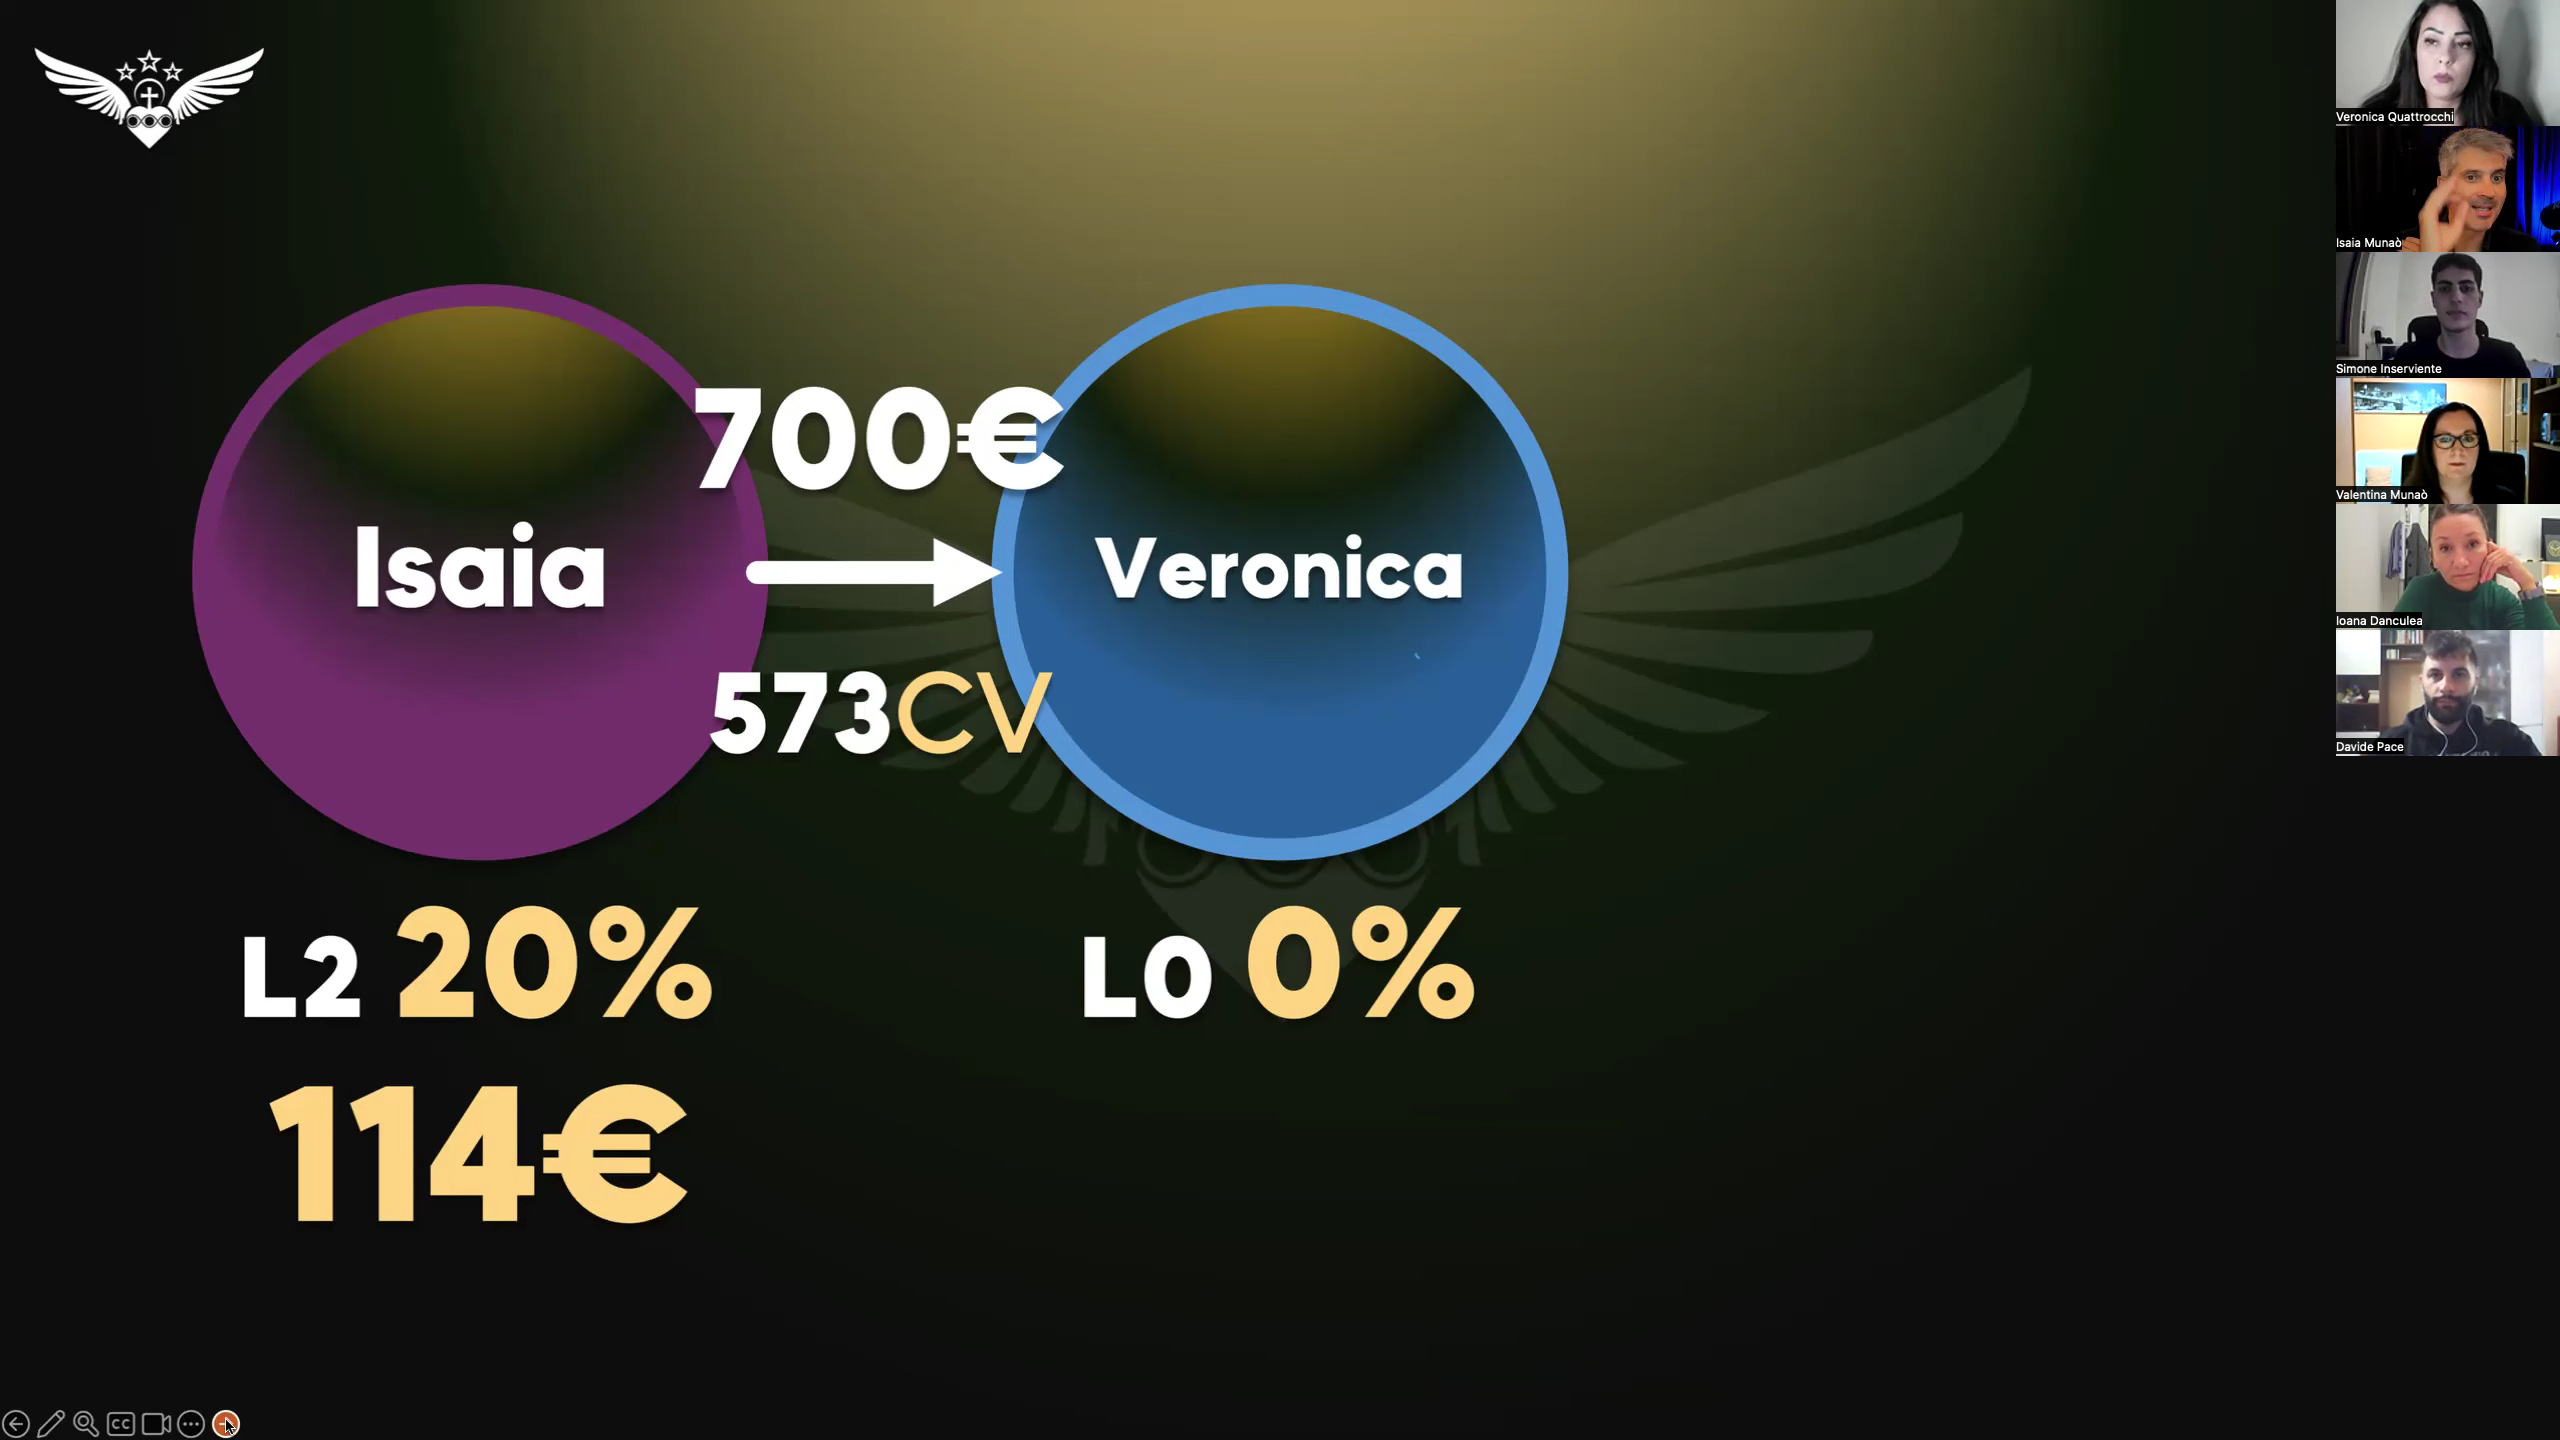 700€
Isaia
Veronica
573CV
L2 20%
L0 0%
114€
Veronica Quattrocchi
Isaia Munaò
Simone Inserviente
Valentina Munaò
Ioana Danculea
Davide Pace
CC